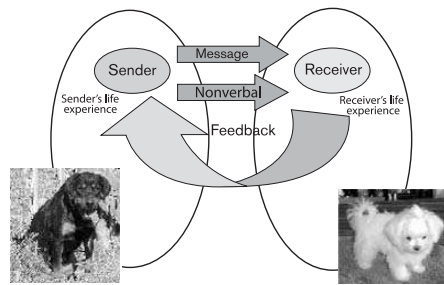 Message
Sender
Receiver
Nonverbal
Sender's life
experience
Receiver's life
experience
Feedback